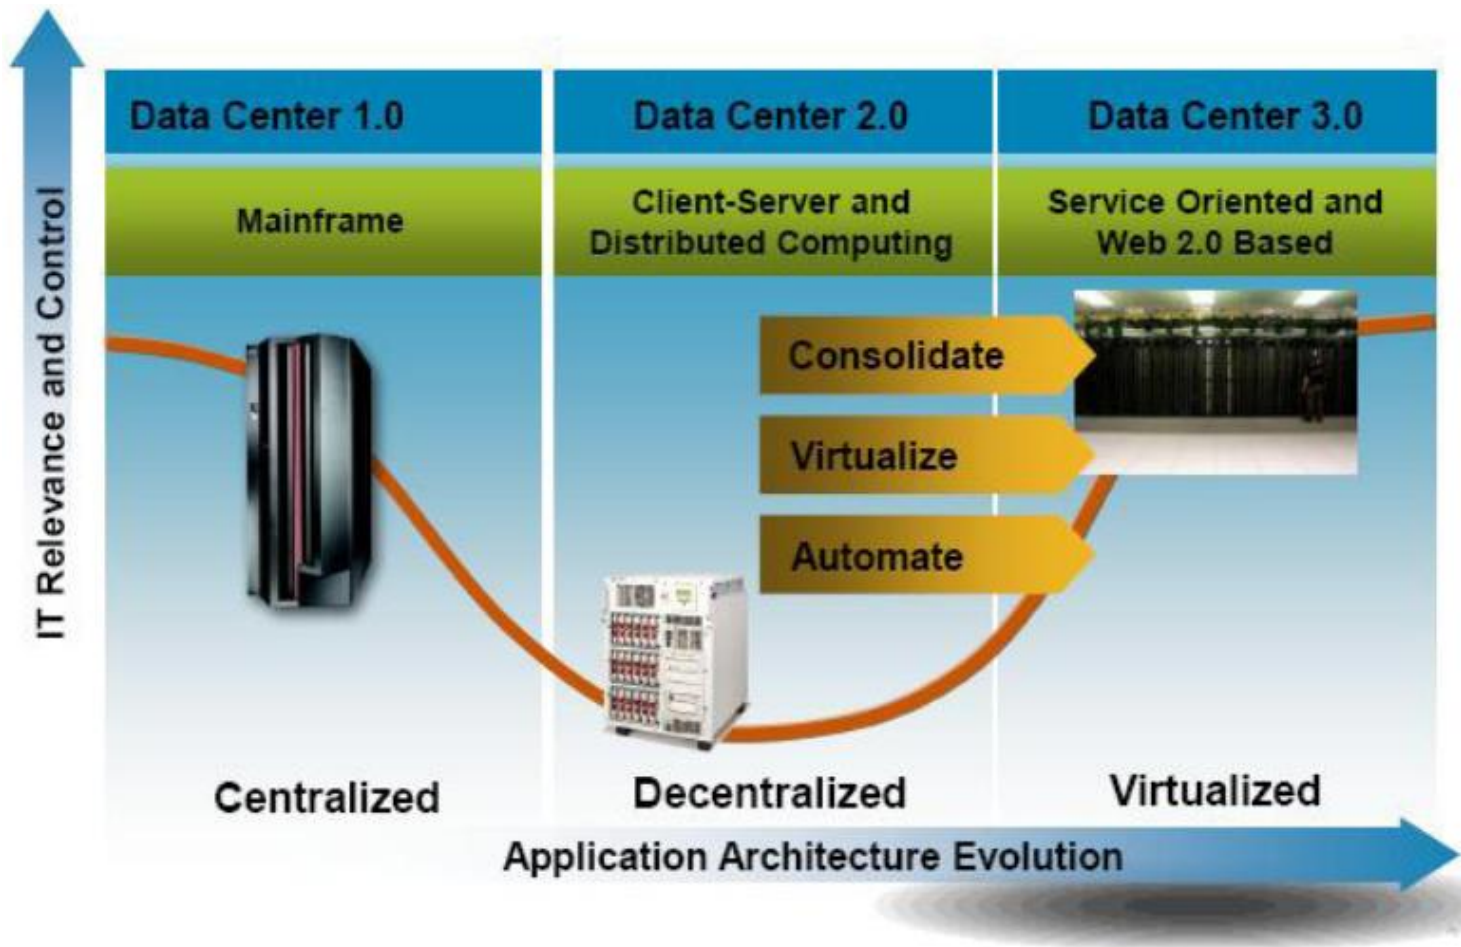 Data Center 1.0
Data Center 2.0
Data Center 3.0
Mainframe
Client-Server and
Distributed Computing
Service Oriented and
Web 2.0 Based
IT Relevance and Control
Consolidate
Virtualize
Automate
Centralized
Decentralized
Virtualized
Application Architecture Evolution